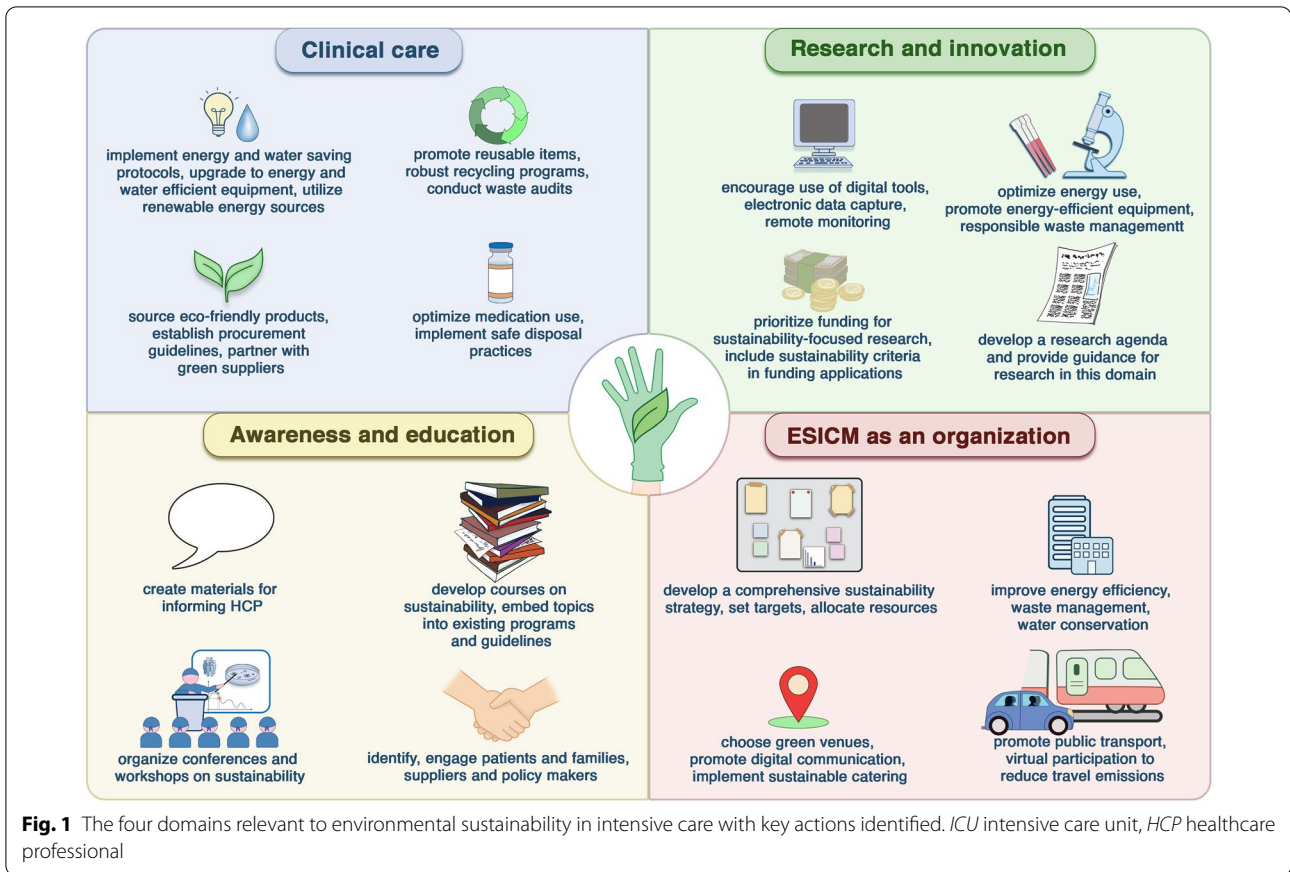 Clinical care
implement energy and water saving
protocols, upgrade to energy and
water efficient equipment, utilize
renewable energy sources
promote reusable items,
robust recycling programs,
conduct waste audits
source eco-friendly products,
establish procurement
guidelines, partner with
green suppliers
optimize medication use,
implement safe disposal
practices
Research and innovation
encourage use of digital tools,
electronic data capture,
remote monitoring
optimize energy use,
promote energy-efficient equipment,
responsible waste managementt
prioritize funding for
sustainability-focused research,
include sustainability criteria
in funding applications
develop a research agenda
and provide guidance for
research in this domain
Awareness and education
create materials for
informing HCP
develop courses on
sustainability, embed topics
into existing programs
and guidelines
organize conferences and
workshops on sustainability
identify, engage patients and families,
suppliers and policy makers
ESICM as an organization
develop a comprehensive sustainability
strategy, set targets, allocate resources
improve energy efficiency,
waste management,
water conservation
choose green venues,
promote digital communication,
implement sustainable catering
promote public transport,
virtual participation to
reduce travel emissions
Fig. 1 The four domains relevant to environmental sustainability in intensive care with key actions identified. ICU intensive care unit, HCP healthcare
professional